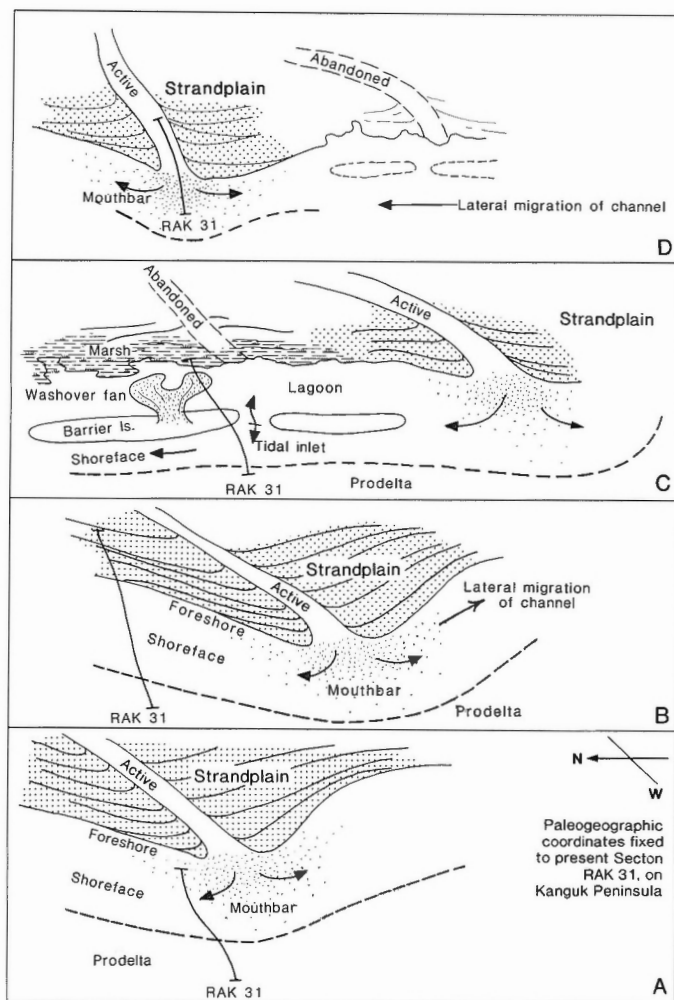 Active
Strandplain
Abandoned
Mouthbar
RAK 31
Lateral migration of channel
D
Abandoned
Active
Strandplain
Marsh
Washover fan
Lagoon
Barrier Is.
Tidal inlet
Shoreface
RAK 31
Prodelta
C
Strandplain
Active
Lateral migration
of channel
Foreshore
Shoreface
Mouthbar
Prodelta
RAK 31
B
Active
Strandplain
N
W
Foreshore
Shoreface
Mouthbar
Prodelta
RAK 31
Paleogeographic
coordinates fixed
to present Secton
RAK 31, on
Kanguk Peninsula
A